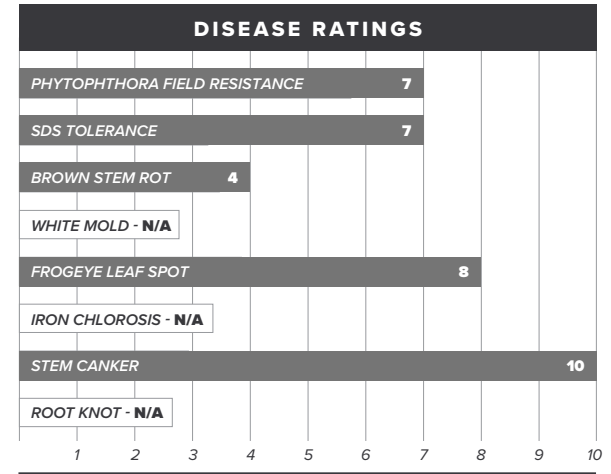 DISEASE RATINGS
PHYTOPHTHORA FIELD RESISTANCE 7
SDS TOLERANCE 7
BROWN STEM ROT 4
WHITE MOLD - N/A
FROGEYE LEAF SPOT 8
IRON CHLOROSIS - N/A
STEM CANKER 10
ROOT KNOT - N/A
1 2 3 4 5 6 7 8 9 10